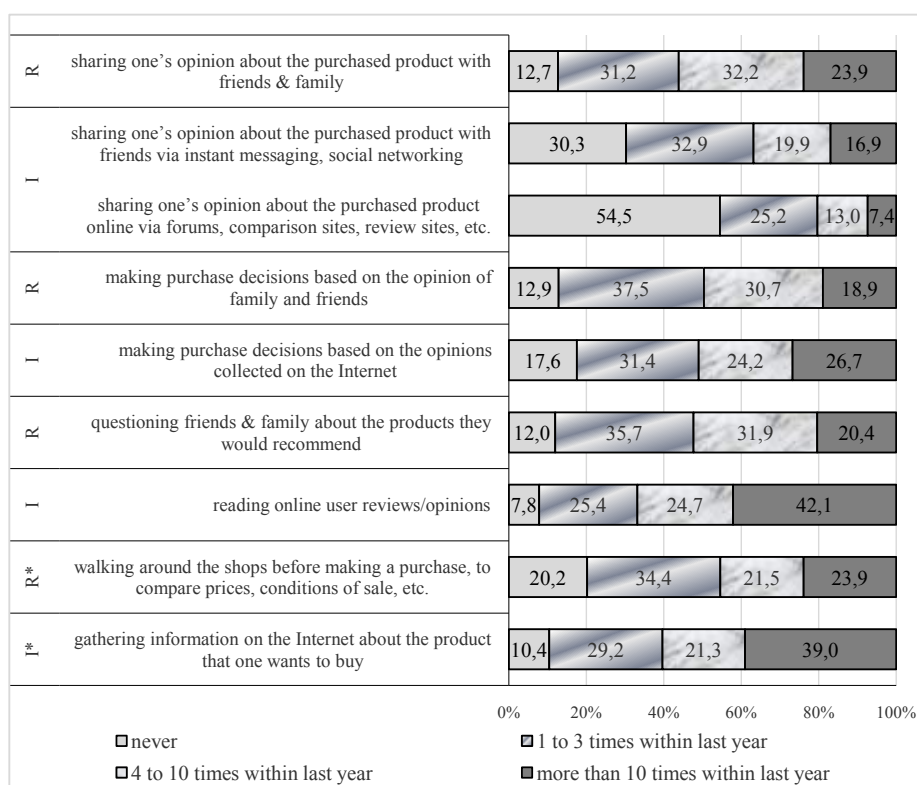 R
sharing one's opinion about the purchased product with
friends & family
12,7
31,2
32,2
23,9
I
sharing one's opinion about the purchased product with
friends via instant messaging, social networking
30,3
32,9
19,9
16,9
sharing one's opinion about the purchased product
online via forums, comparison sites, review sites, etc.
54,5
25,2
13,0
7,4
R
making purchase decisions based on the opinion of
family and friends
12,9
37,5
30,7
18,9
I
making purchase decisions based on the opinions
collected on the Internet
17,6
31,4
24,2
26,7
R
questioning friends & family about the products they
would recommend
12,0
35,7
31,9
20,4
I
reading online user reviews/opinions
7,8
25,4
24,7
42,1
R*
walking around the shops before making a purchase, to
compare prices, conditions of sale, etc.
20,2
34,4
21,5
23,9
I*
gathering information on the Internet about the product
that one wants to buy
10,4
29,2
21,3
39,0
0% 20% 40% 60% 80% 100%
never
1 to 3 times within last year
4 to 10 times within last year
more than 10 times within last year